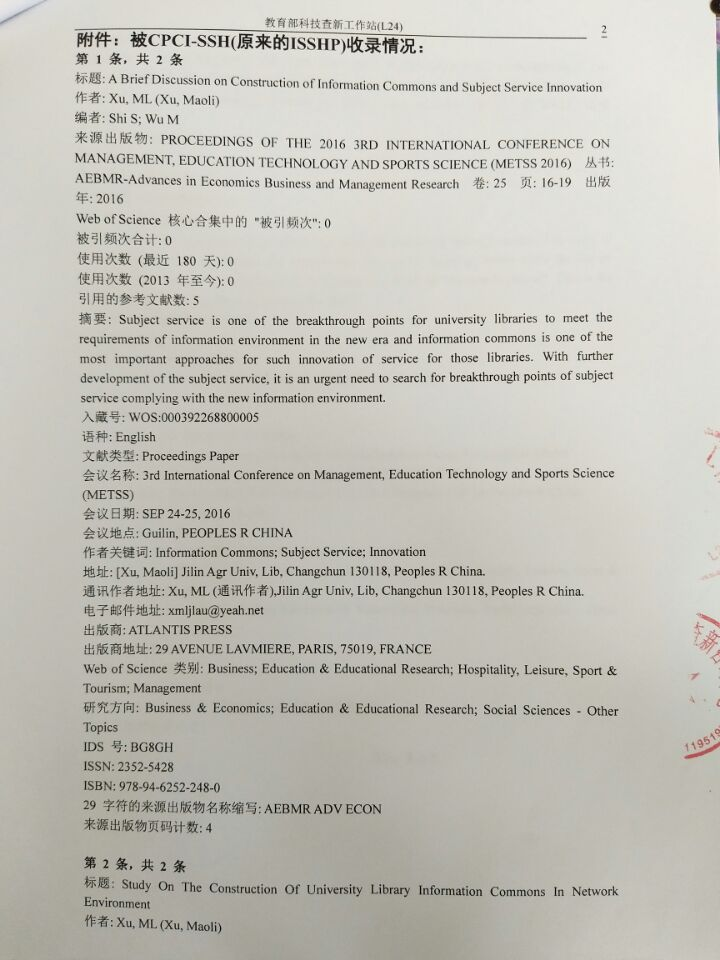 教育部科技查新工作站(L24)
2
附件：被CPCI-SSH(原来的ISSHP)收录情况：
第 1 条，共 2 条
标题: A Brief Discussion on Construction of Information Commons and Subject Service Innovation
作者: Xu, ML (Xu, Maoli)
编者: Shi S; Wu M
来源出版物: PROCEEDINGS OF THE 2016 3RD INTERNATIONAL CONFERENCE ON
MANAGEMENT, EDUCATION TECHNOLOGY AND SPORTS SCIENCE (METSS 2016) 丛书:
AEBMR-Advances in Economics Business and Management Research 卷: 25 页: 16-19 出版
年: 2016
Web of Science 核心合集中的 "被引频次": 0
被引频次合计: 0
使用次数 (最近 180 天): 0
使用次数 (2013 年至今): 0
引用的参考文献数: 5
摘要: Subject service is one of the breakthrough points for university libraries to meet the
requirements of information environment in the new era and information commons is one of the
most important approaches for such innovation of service for those libraries. With further
development of the subject service, it is an urgent need to search for breakthrough points of subject
service complying with the new information environment.
入藏号: WOS:000392268800005
语种: English
文献类型: Proceedings Paper
会议名称: 3rd International Conference on Management, Education Technology and Sports Science
(METSS)
会议日期: SEP 24-25, 2016
会议地点: Guilin, PEOPLES R CHINA
作者关键词: Information Commons; Subject Service; Innovation
地址: [Xu, Maoli] Jilin Agr Univ, Lib, Changchun 130118, Peoples R China.
通讯作者地址: Xu, ML (通讯作者),Jilin Agr Univ, Lib, Changchun 130118, Peoples R China.
电子邮件地址: xmljlau@yeah.net
出版商: ATLANTIS PRESS
出版商地址: 29 AVENUE LAVMIERE, PARIS, 75019, FRANCE
Web of Science 类别: Business; Education & Educational Research; Hospitality, Leisure, Sport &
Tourism; Management
研究方向: Business & Economics; Education & Educational Research; Social Sciences - Other
Topics
IDS 号: BG8GH
ISSN: 2352-5428
ISBN: 978-94-6252-248-0
29 字符的来源出版物名称缩写: AEBMR ADV ECON
来源出版物页码计数: 4
第 2 条，共 2 条
标题: Study On The Construction Of University Library Information Commons In Network
Environment
作者: Xu, ML (Xu, Maoli)
查新
119519